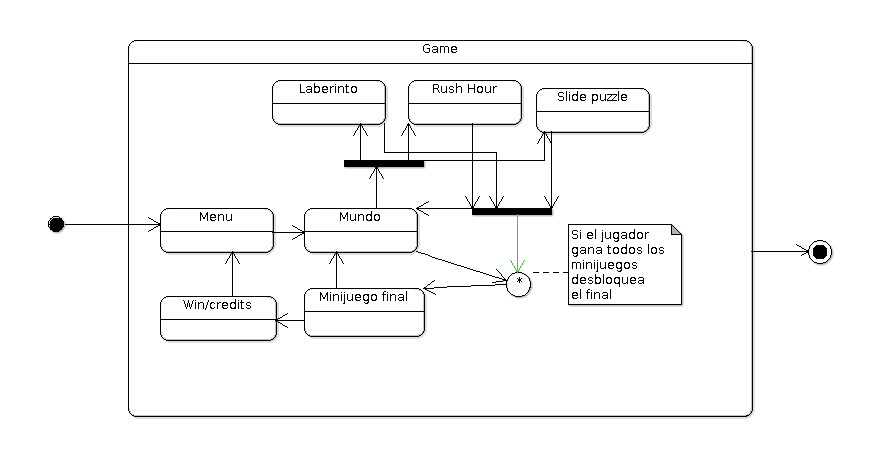 Game
Laberinto
Rush Hour
Slide puzzle
Menu
Mundo
Si el jugador
gana todos los
minijuegos
desbloquea
el final
*
Win/credits
Minijuego final